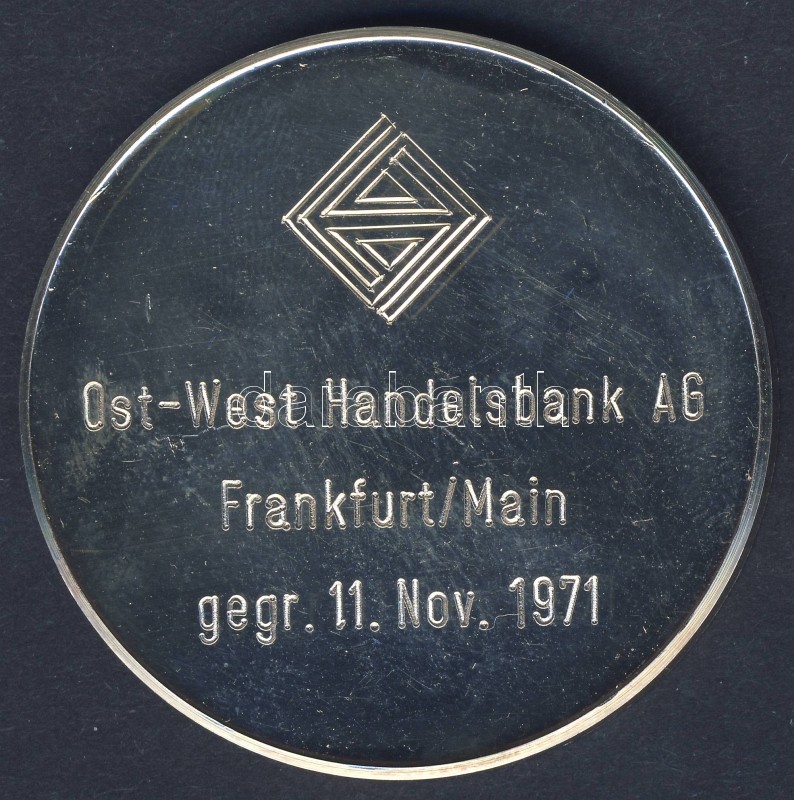 Ost-West Handelsbank AG
Frankfurt/Main
gegr. 11. Nov. 1971